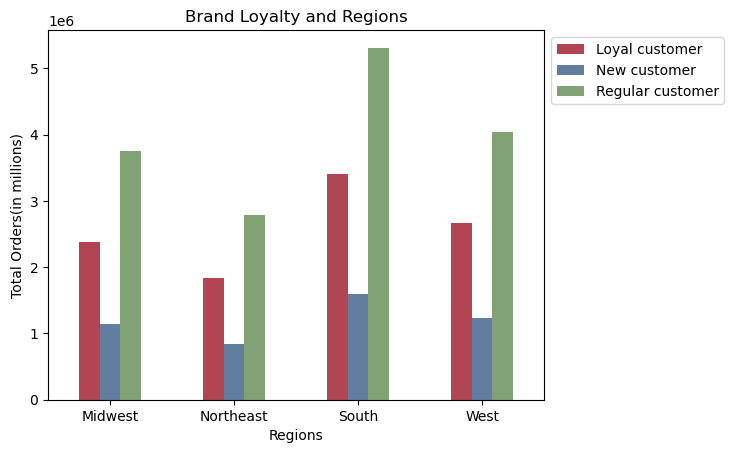 Brand Loyalty and Regions
1e6
Loyal customer
New customer
Regular customer
5
4
3
2
1
0
Total Orders(in millions)
Midwest Northeast South West
Regions